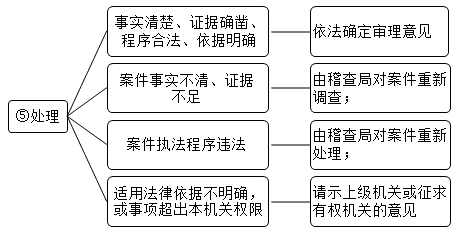 事实清楚、证据确凿、
程序合法、依据明确
依法确定审理意见
案件事实不清、证据
不足
由稽查局对案件重新
调查；
⑤处理
案件执法程序违法
由稽查局对案件重新
处理；
适用法律依据不明确，
或事项超出本机关权限
请示上级机关或征求
有权机关的意见